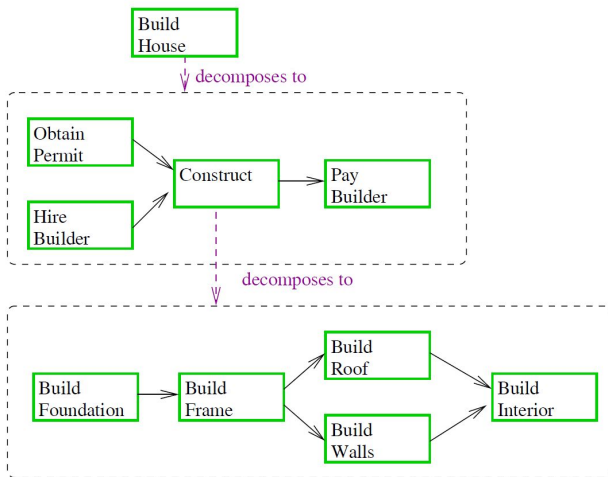 Build
House
decomposes to
Obtain
Permit
Construct
Pay
Builder
Hire
Builder
decomposes to
Build
Roof
Build
Foundation
Build
Frame
Build
Interior
Build
Walls